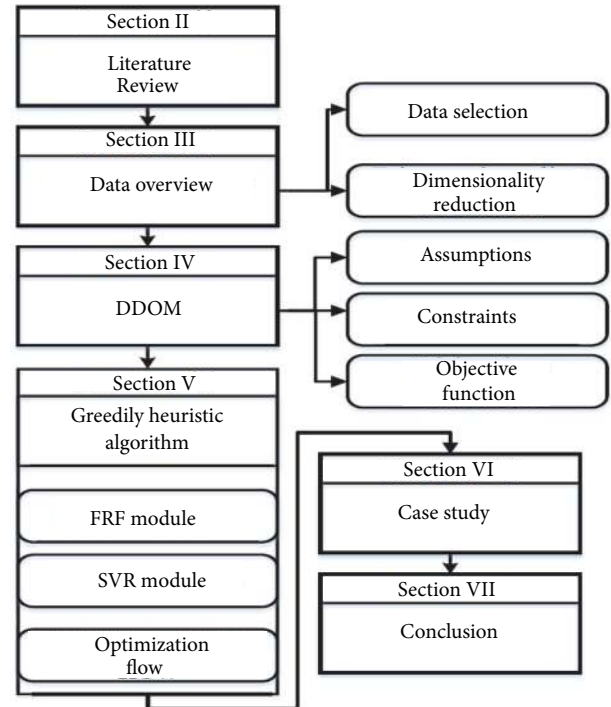 Section II
Literature
Review
Section III
Data overview
Data selection
Dimensionality
reduction
Section IV
DDOM
Assumptions
Constraints
Objective
function
Section V
Greedily heuristic
algorithm
FRF module
SVR module
Optimization
flow
Section VI
Case study
Section VII
Conclusion